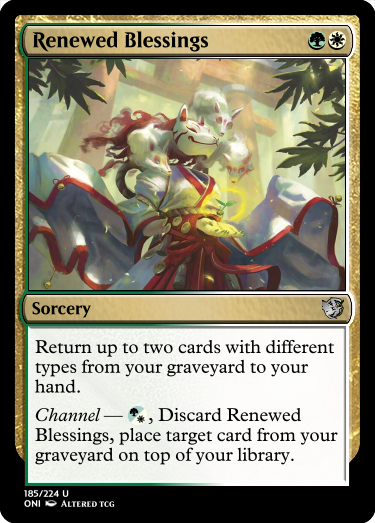 Renewed Blessings
Sorcery
Return up to two cards with different
types from your graveyard to your
hand.
Channel — , Discard Renewed
Blessings, place target card from your
graveyard on top of your library.
185/224 U
ONI ALTERED TCG